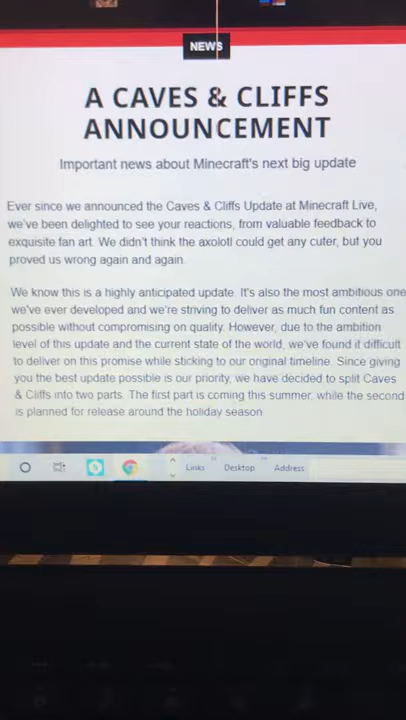 NEWS
A CAVES & CLIFFS
ANNOUNCEMENT
Important news about Minecraft's next big update
Ever since we announced the Caves & Cliffs Update at Minecraft Live,
we've been delighted to see your reactions, from valuable feedback to
exquisite fan art. We didn't think the axolotl could get any cuter, but you
proved us wrong again and again.
We know this is a highly anticipated update. It's also the most ambitious one
we've ever developed and we're striving to deliver as much fun content as
possible without compromising on quality. However, due to the ambition
level of this update and the current state of the world, we've found it difficult
to deliver on this promise while sticking to our original timeline. Since giving
you the best update possible is our priority, we have decided to split Caves
& Cliffs into two parts. The first part is coming this summer, while the second
is planned for release around the holiday season
Links Desktop Address